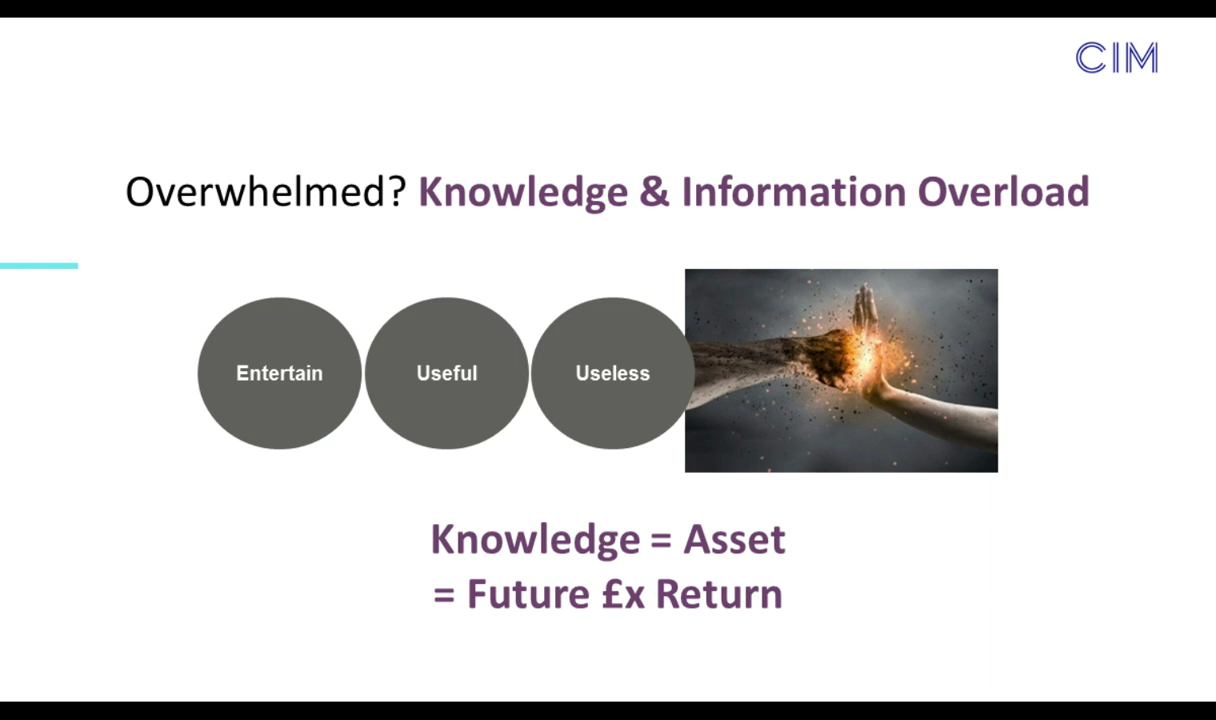 CIM
Overwhelmed? Knowledge & Information Overload
Entertain
Useful
Useless
Knowledge = Asset
= Future £x Return